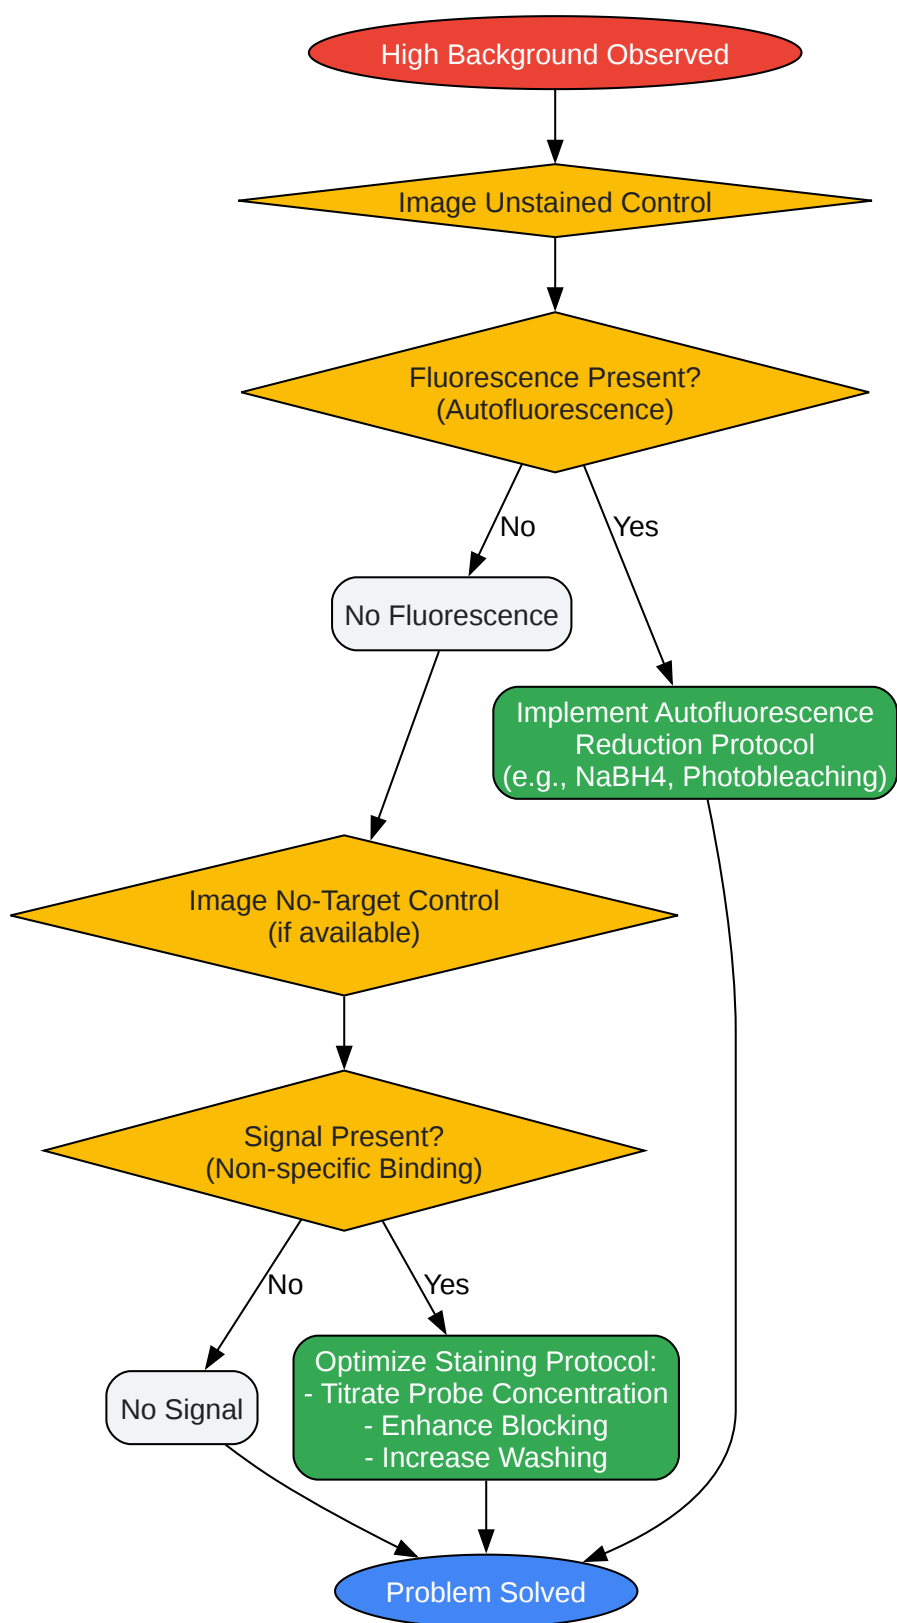 High Background Observed
Image Unstained Control
Fluorescence Present?
(Autofluorescence)
No
Yes
No Fluorescence
Implement Autofluorescence
Reduction Protocol
(e.g., NaBH4, Photobleaching)
Image No-Target Control
(if available)
Signal Present?
(Non-specific Binding)
No
Yes
No Signal
Optimize Staining Protocol:
- Titrate Probe Concentration
- Enhance Blocking
- Increase Washing
Problem Solved